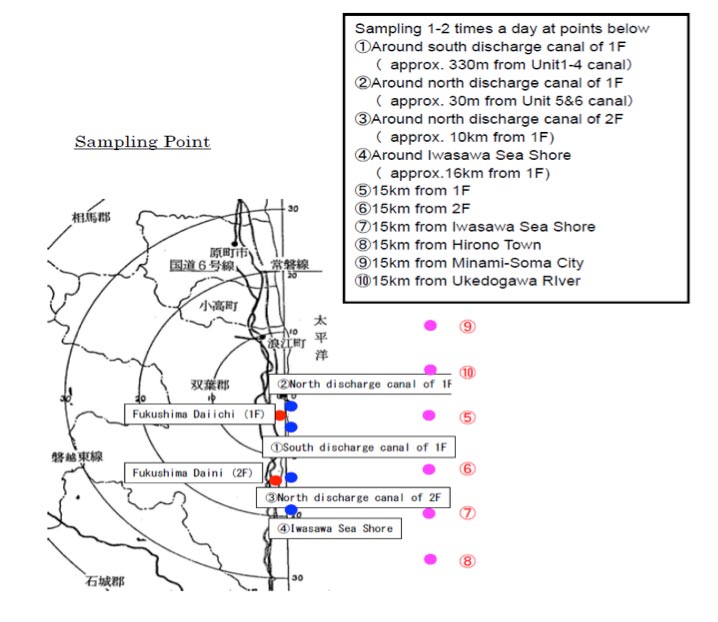 Sampling 1-2 times a day at points below
①Around south discharge canal of 1F
( approx. 330m from Unit1-4 canal)
②Around north discharge canal of 1F
( approx. 30m from Unit 5&6 canal)
③Around north discharge canal of 2F
( approx. 10km from 1F)
④Around Iwasawa Sea Shore
( approx.16km from 1F)
⑤15km from 1F
⑥15km from 2F
⑦15km from Iwasawa Sea Shore
⑧15km from Hirono Town
⑨15km from Minami-Soma City
⑩15km from Ukedogawa RIver
Sampling Point
相馬郡
30
原町市
国道6号線
常磐線
20
小高町
10
浪江町
太平洋
⑨
⑩
双葉郡
②North discharge canal of 1F
30
20
10
0
Fukushima Daiichi (1F)
⑤
①South discharge canal of 1F
磐越東線
Fukushima Daini (2F)
⑥
③North discharge canal of 2F
⑦
④Iwasawa Sea Shore
⑧
30
石城郡